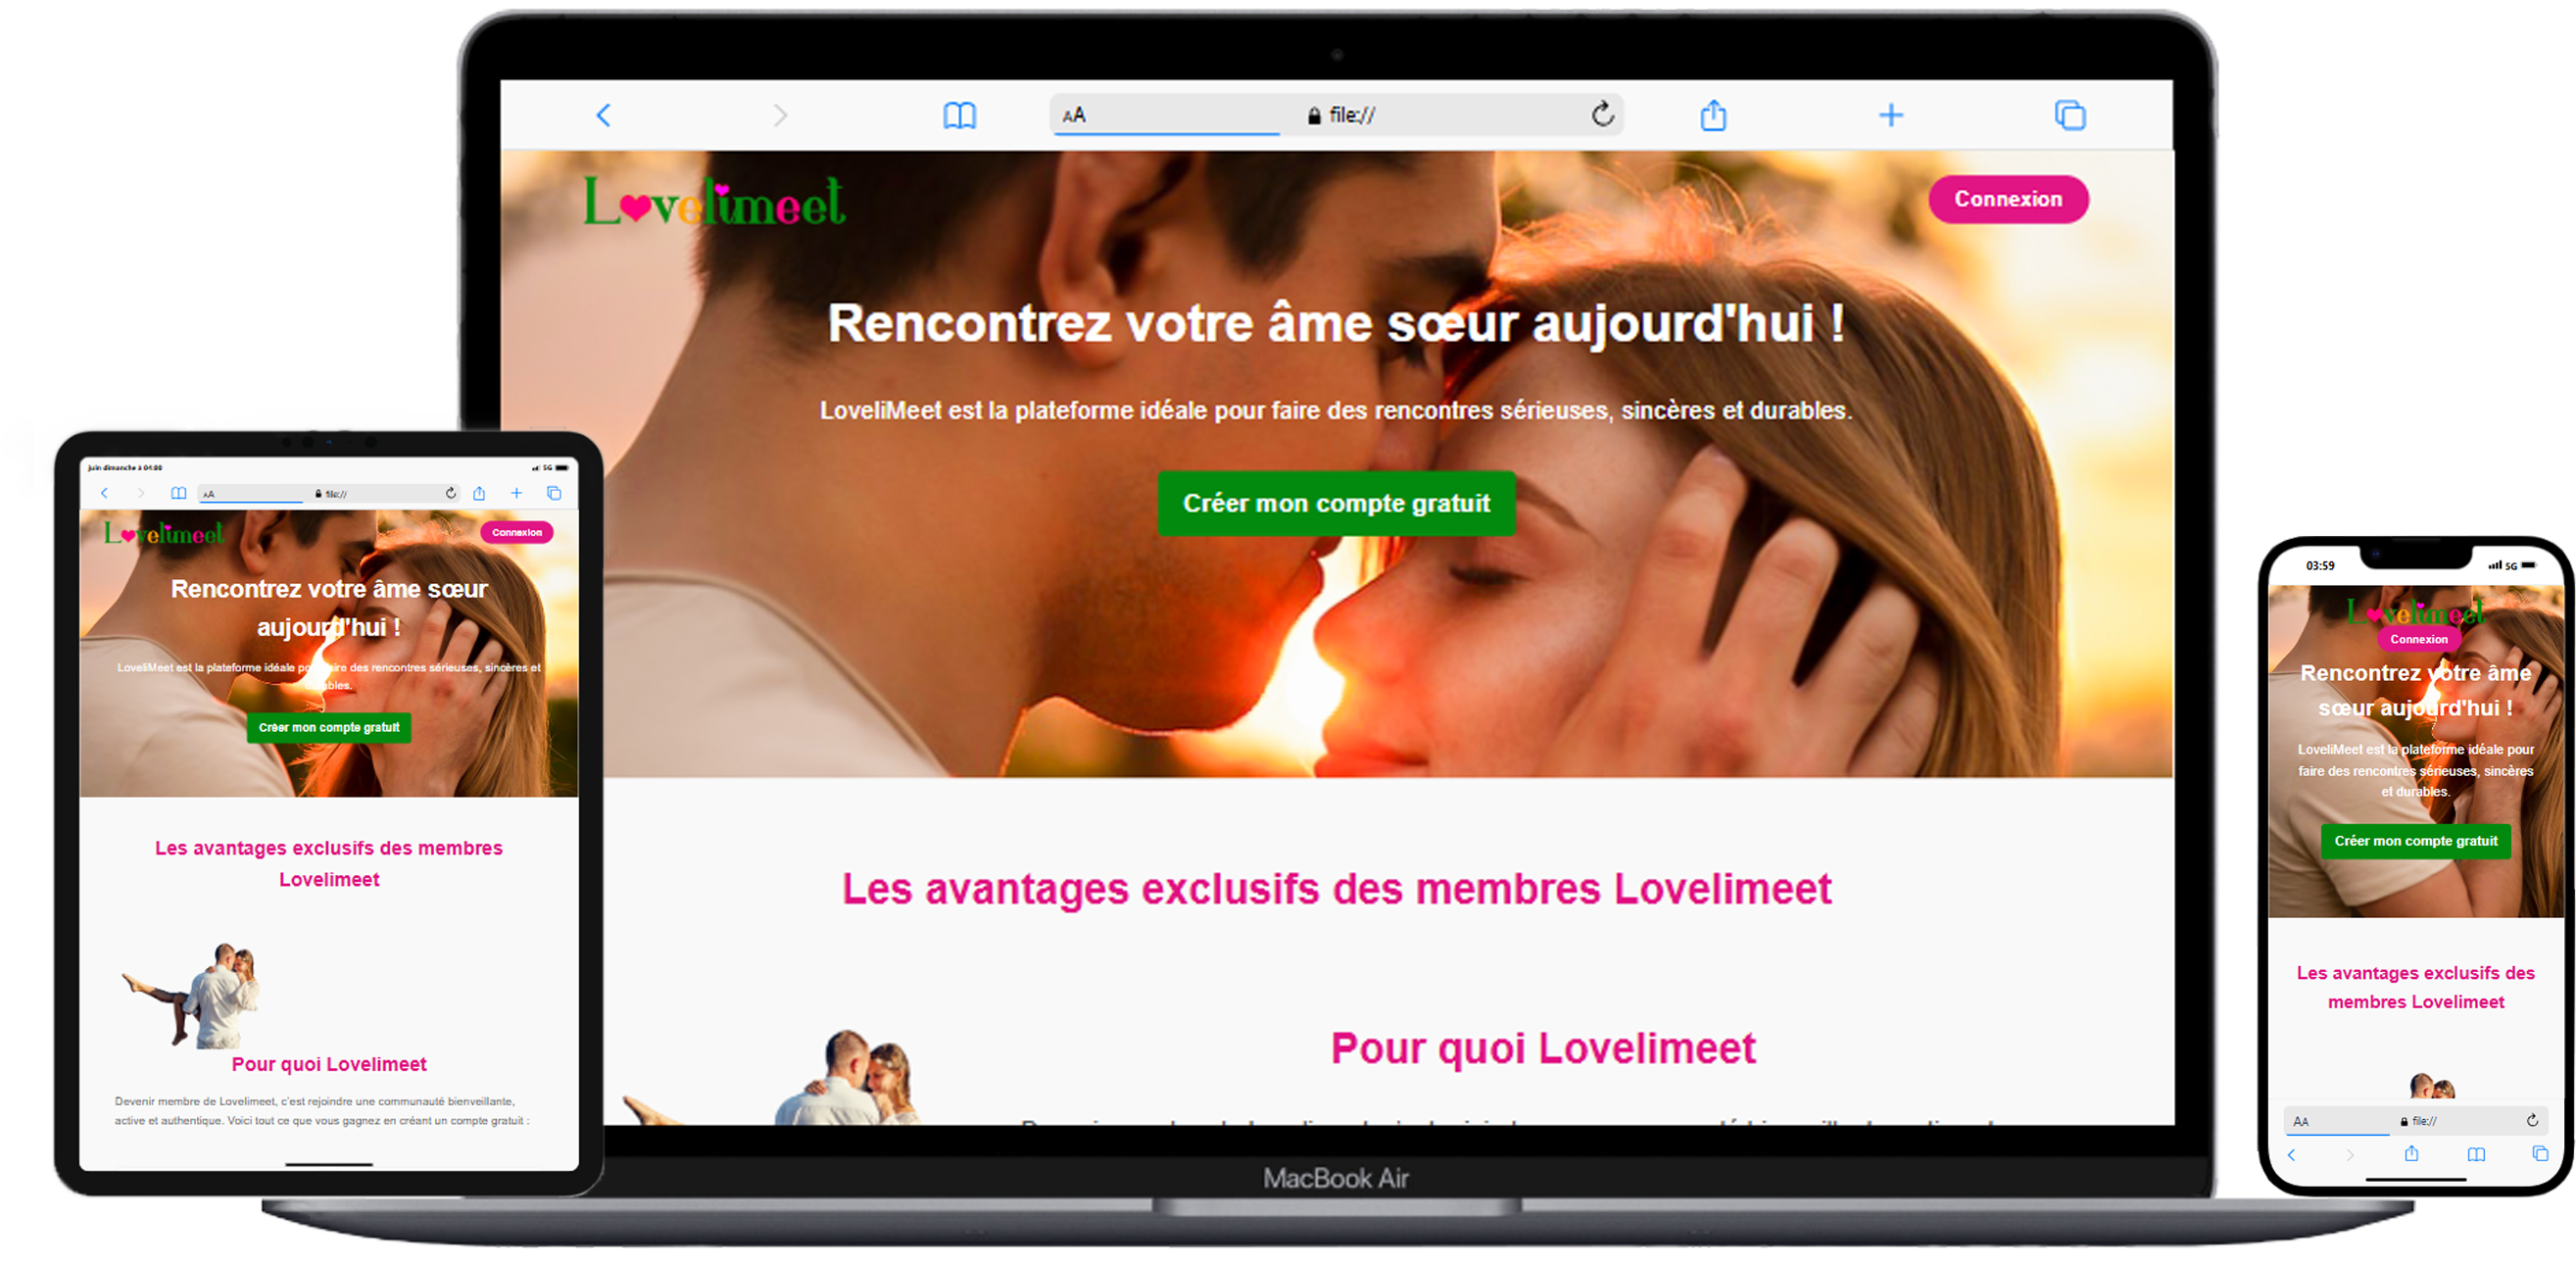 AA file://
Lovelimeet
Connexion
Rencontrez votre âme sœur aujourd'hui !
LoveliMeet est la plateforme idéale pour faire des rencontres sérieuses, sincères et durables.
Créer mon compte gratuit
Les avantages exclusifs des membres Lovelimeet
Pour quoi Lovelimeet
MacBook Air
juin dimanche à 04:00
5G
AA file://
Lovelimeet
Connexion
Rencontrez votre âme sœur
aujourd'hui !
LoveliMeet est la plateforme idéale pour faire des rencontres sérieuses, sincères et
durables.
Créer mon compte gratuit
Les avantages exclusifs des membres
Lovelimeet
Pour quoi Lovelimeet
Devenir membre de Lovelimeet, c'est rejoindre une communauté bienveillante,
active et authentique. Voici tout ce que vous gagnez en créant un compte gratuit :
03:59
5G
Lovelimeet
Connexion
Rencontrez votre âme
sœur aujourd'hui !
LoveliMeet est la plateforme idéale pour
faire des rencontres sérieuses, sincères
et durables.
Créer mon compte gratuit
Les avantages exclusifs des
membres Lovelimeet
AA file://